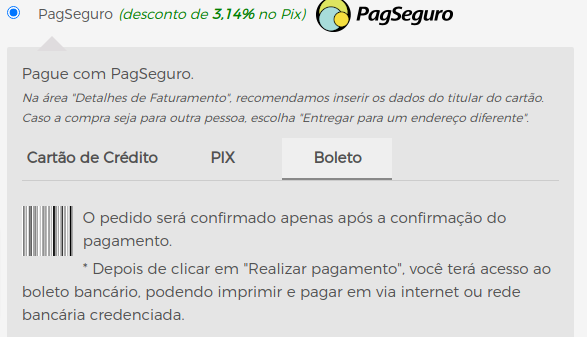 PagSeguro (desconto de 3,14% no Pix) PagSeguro
Pague com PagSeguro.
Na área "Detalhes de Faturamento", recomendamos inserir os dados do titular do cartão.
Caso a compra seja para outra pessoa, escolha "Entregar para um endereço diferente".
Cartão de Crédito PIX Boleto
O pedido será confirmado apenas após a confirmação do
pagamento.
* Depois de clicar em "Realizar pagamento", você terá acesso ao
boleto bancário, podendo imprimir e pagar em via internet ou rede
bancária credenciada.